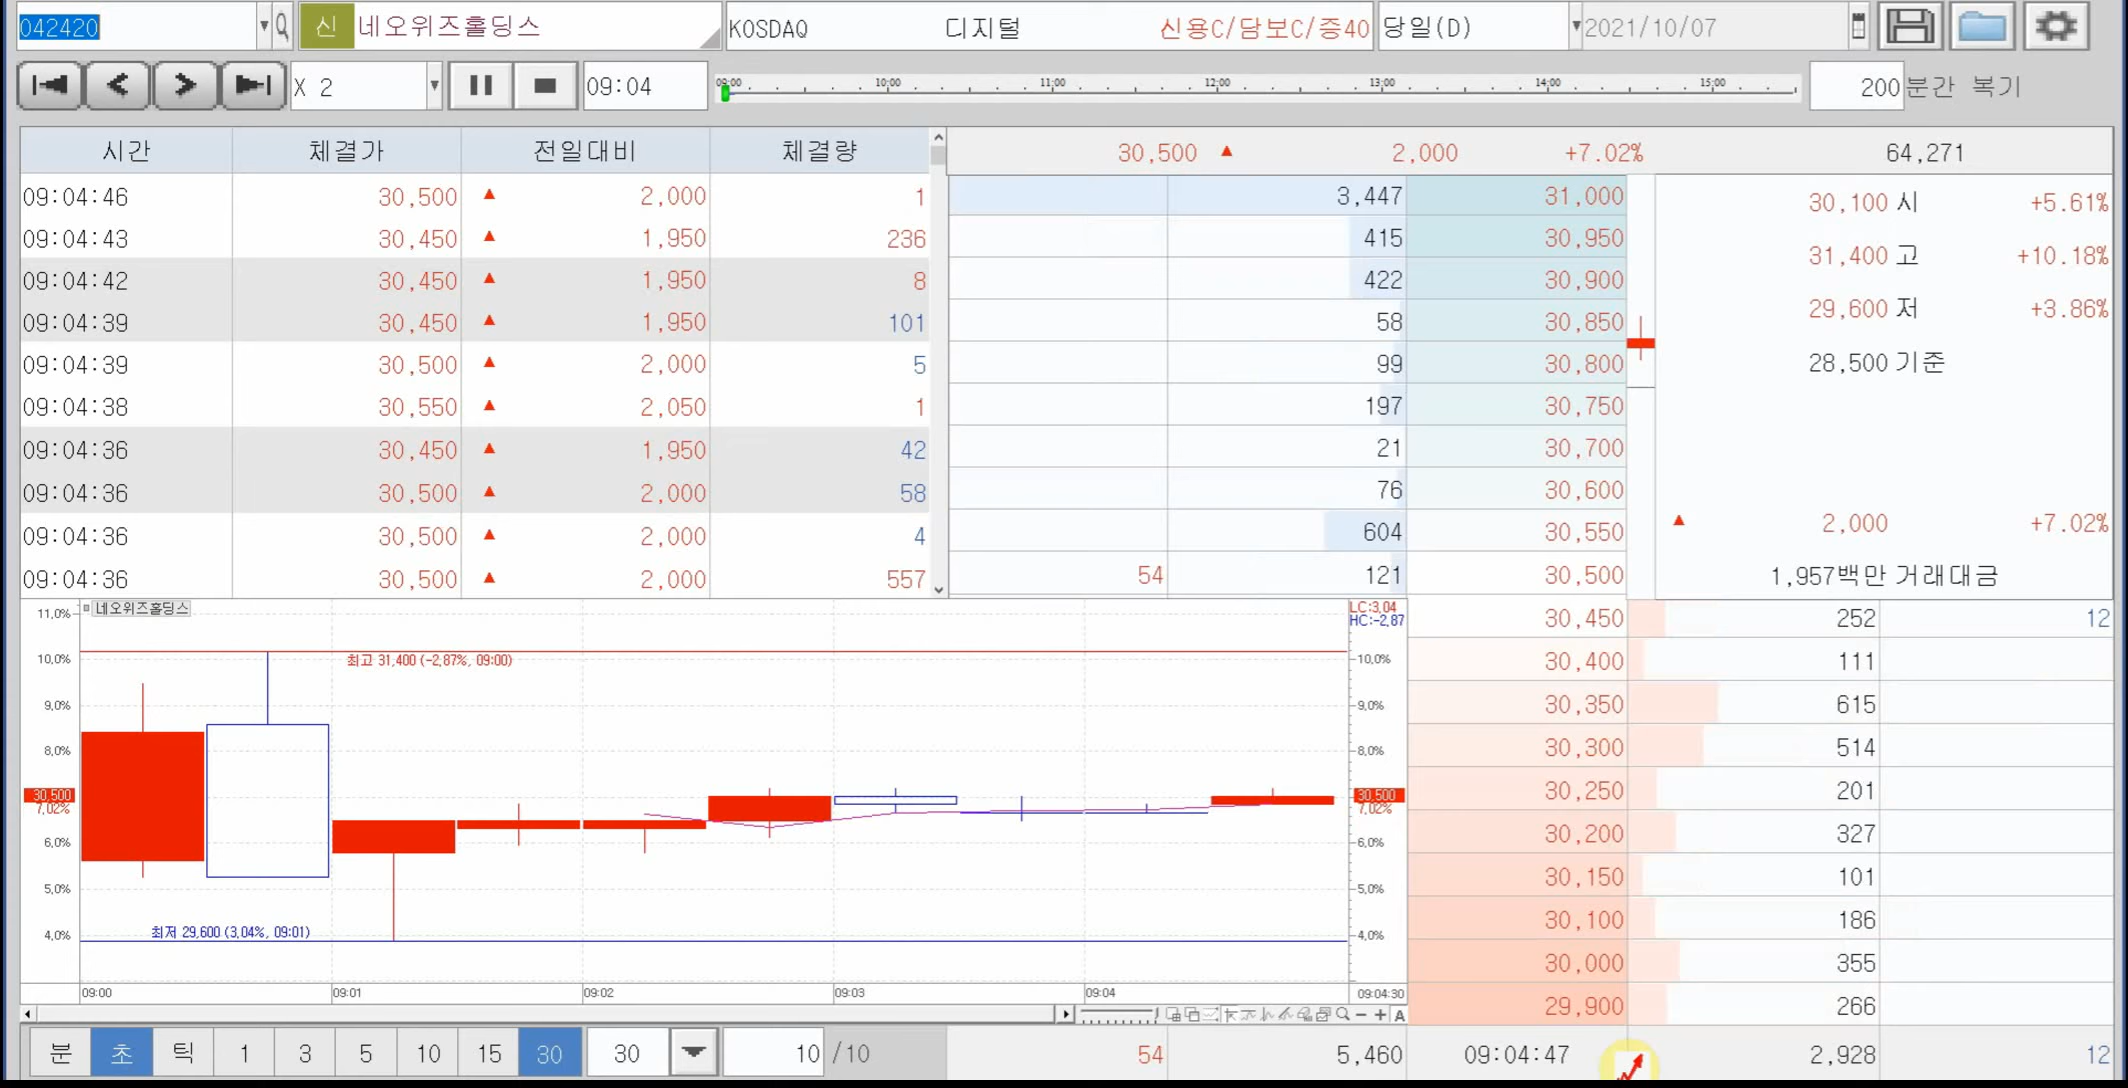 042420 신 네오위즈홀딩스 KOSDAQ 디지털 신용C/담보C/증40 당일(D) 2021/10/07
X 2 09:04 09:00 10:00 11:00 12:00 13:00 14:00 15:00 200 분간 복기
시간 체결가 전일대비 체결량
09:04:46 30,500 ▲ 2,000 1
09:04:43 30,450 ▲ 1,950 236
09:04:42 30,450 ▲ 1,950 8
09:04:39 30,450 ▲ 1,950 101
09:04:39 30,500 ▲ 2,000 5
09:04:38 30,550 ▲ 2,050 1
09:04:36 30,450 ▲ 1,950 42
09:04:36 30,500 ▲ 2,000 58
09:04:36 30,500 ▲ 2,000 4
09:04:36 30,500 ▲ 2,000 557
30,500 ▲ 2,000 +7.02% 64,271
3,447 31,000
415 30,950
422 30,900
58 30,850
99 30,800
197 30,750
21 30,700
76 30,600
604 30,550
54 121 30,500
30,100 시 +5.61%
31,400 고 +10.18%
29,600 저 +3.86%
28,500 기준
▲ 2,000 +7.02%
1,957백만 거래대금
30,450 252 12
30,400 111
30,350 615
30,300 514
30,250 201
30,200 327
30,150 101
30,100 186
30,000 355
29,900 266
네오위즈홀딩스
LC:3,04
HC:-2,87
최고 31,400 (-2,87%, 09:00)
최저 29,600 (3,04%, 09:01)
11,0%
10,0%
9,0%
8,0%
30,500
7,02%
6,0%
5,0%
4,0%
10,0%
9,0%
8,0%
30,500
7,02%
6,0%
5,0%
4,0%
09:00 09:01 09:02 09:03 09:04 09:04:30
A
분 초 틱 1 3 5 10 15 30 30 10 /10
54 5,460 09:04:47 2,928 12